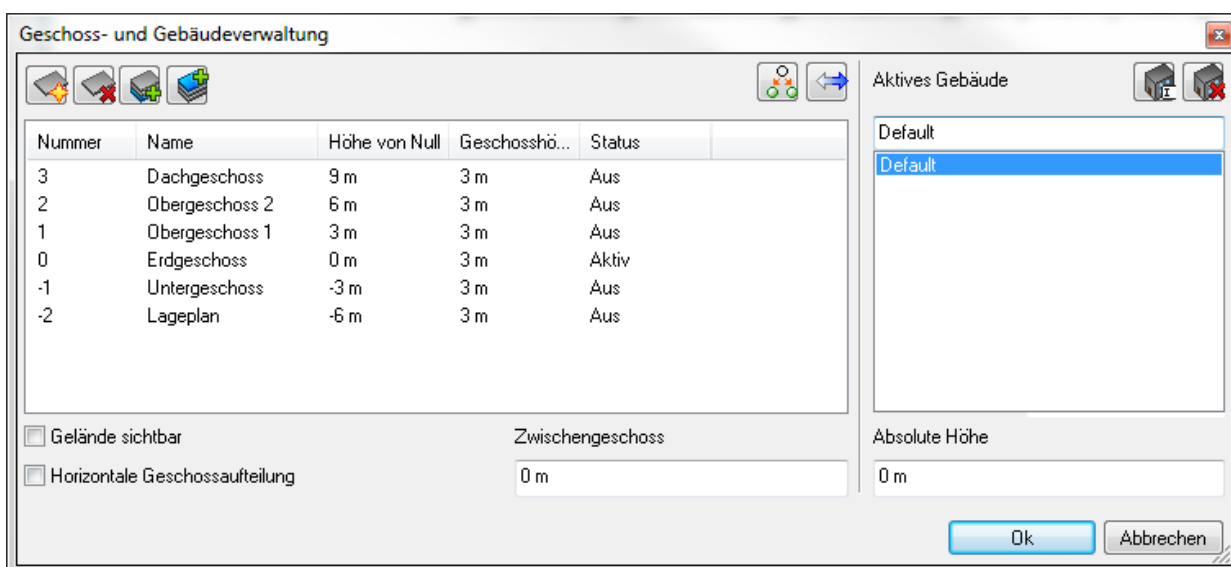 Geschoss- und Gebäudeverwaltung
Aktives Gebäude
Nummer Name Höhe von Null Geschosshö... Status
3 Dachgeschoss 9 m 3 m Aus
2 Obergeschoss 2 6 m 3 m Aus
1 Obergeschoss 1 3 m 3 m Aus
0 Erdgeschoss 0 m 3 m Aktiv
-1 Untergeschoss -3 m 3 m Aus
-2 Lageplan -6 m 3 m Aus
Default
Default
Gelände sichtbar
Zwischengeschoss
Absolute Höhe
Horizontale Geschossaufteilung
0 m
0 m
Ok
Abbrechen